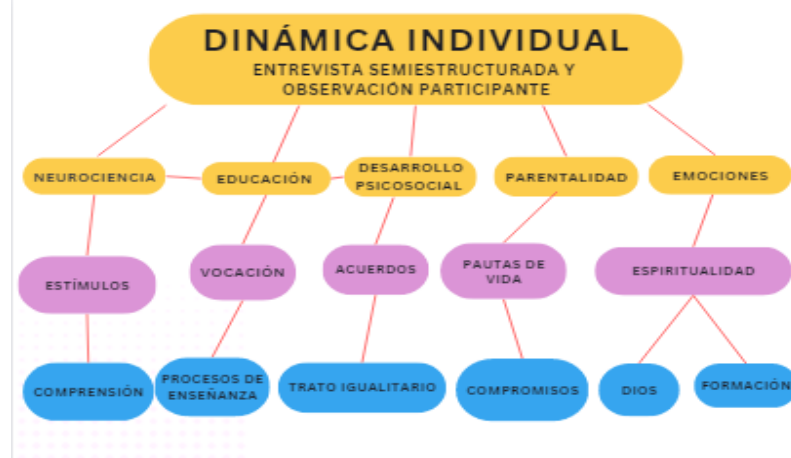 DINÁMICA INDIVIDUAL
ENTREVISTA SEMIESTRUCTURADA Y
OBSERVACIÓN PARTICIPANTE
NEUROCIENCIA
EDUCACIÓN
DESARROLLO
PSICOSOCIAL
PARENTALIDAD
EMOCIONES
ESTÍMULOS
VOCACIÓN
ACUERDOS
PAUTAS DE
VIDA
ESPIRITUALIDAD
COMPRENSIÓN
PROCESOS DE
ENSEÑANZA
TRATO IGUALITARIO
COMPROMISOS
DIOS
FORMACIÓN